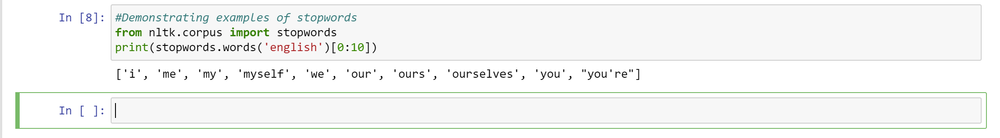 In [8]: #Demonstrating examples of stopwords
from nltk.corpus import stopwords
print(stopwords.words('english')[0:10])
['i', 'me', 'my', 'myself', 'we', 'our', 'ours', 'ourselves', 'you', "you're"]
In [ ]: